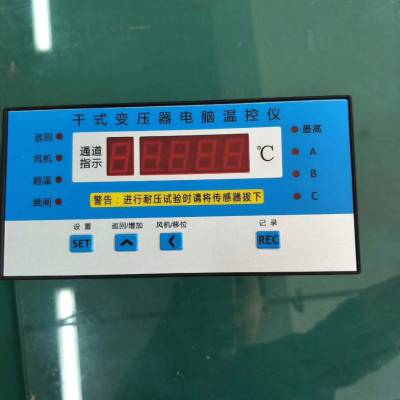 干式变压器电脑温控仪
巡回
风机
超温
跳闸
通道
指示
℃
最高
A
B
C
警告：进行耐压试验时请将传感器拔下
设置 巡回/增加 风机/移位 记录
SET REC